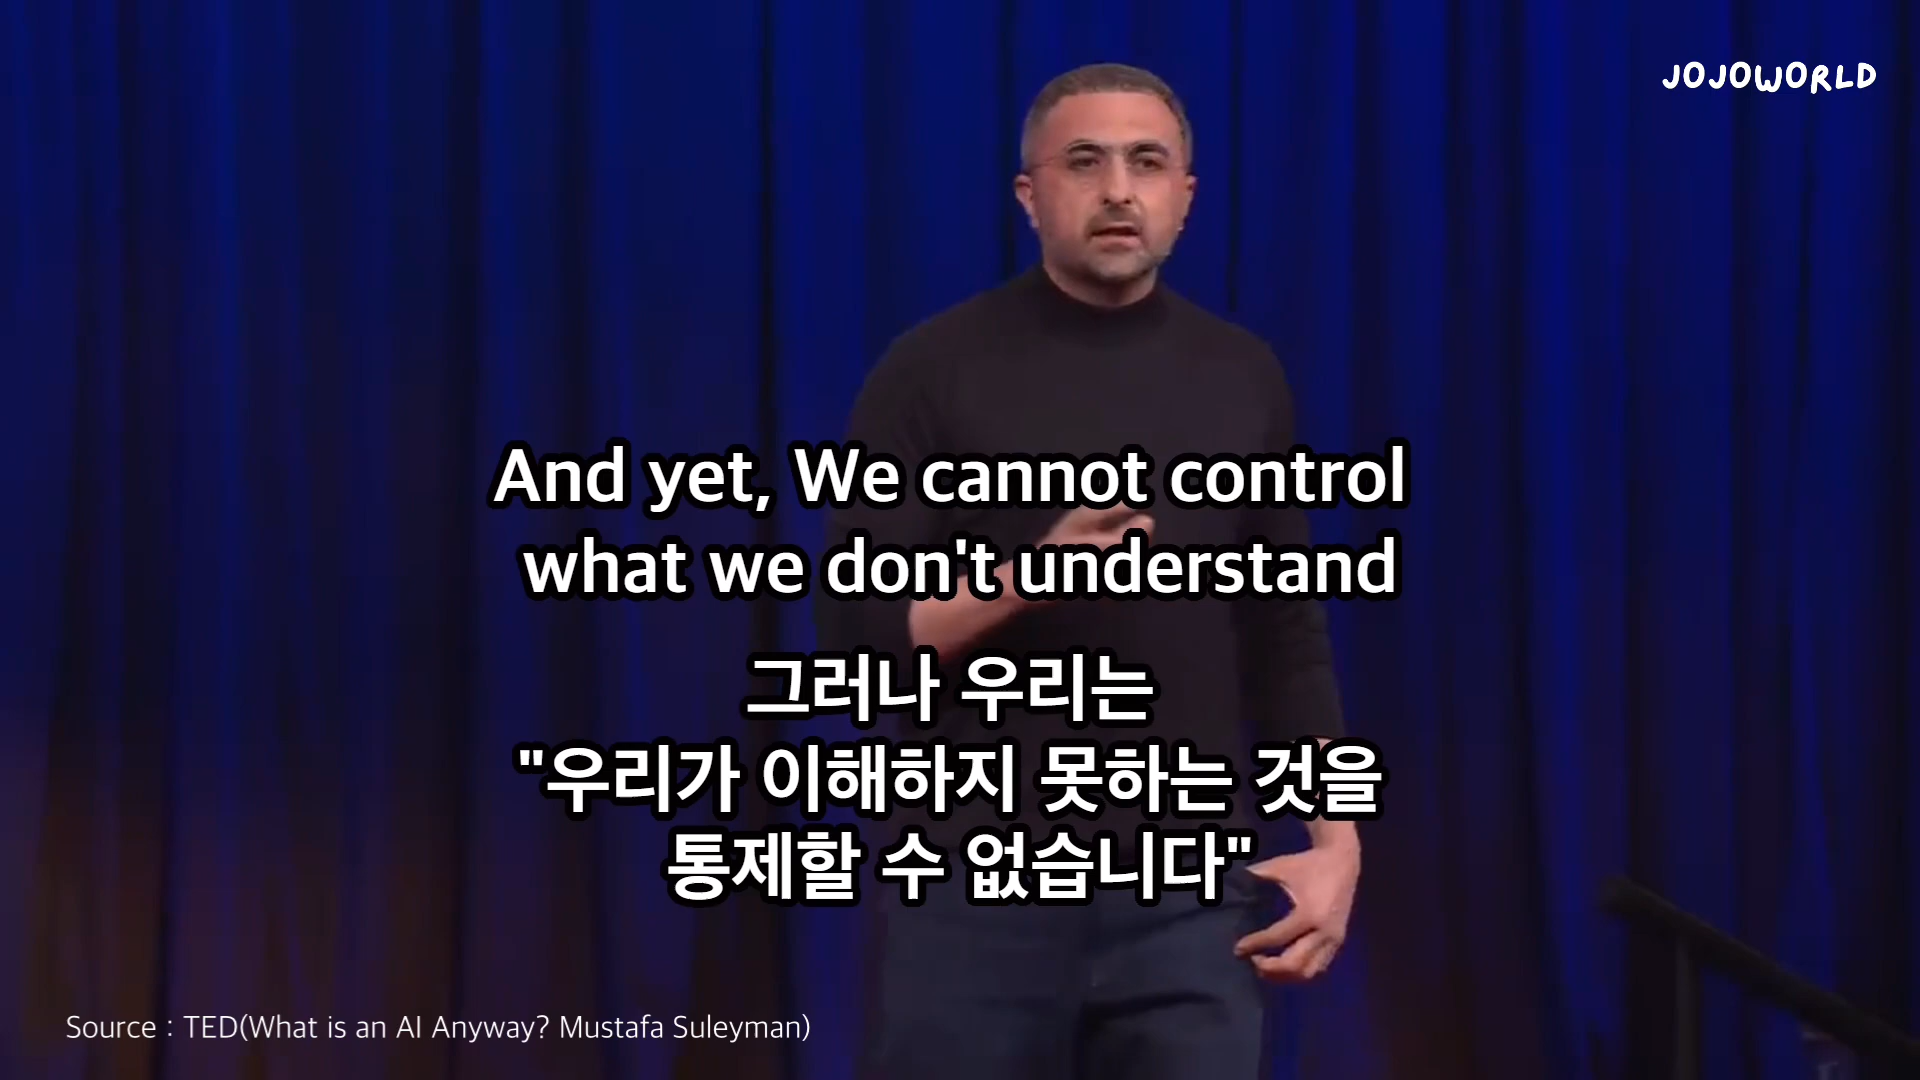 JOJOWORLD
And yet, We cannot control
what we don't understand
그러나 우리는
"우리가 이해하지 못하는 것을
통제할 수 없습니다"
Source : TED(What is an AI Anyway? Mustafa Suleyman)